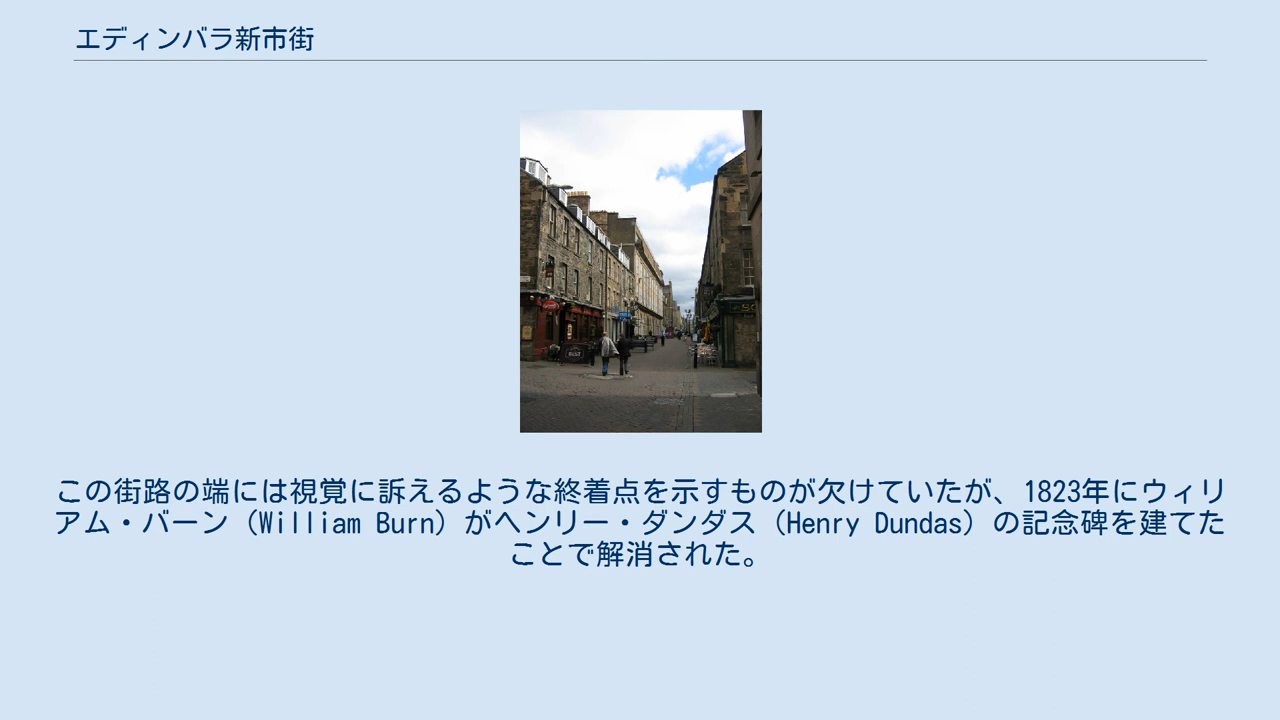 エディンバラ新市街
この街路の端には視覚に訴えるような終着点を示すものが欠けていたが、1823年にウィリ
アム・バーン（William Burn）がヘンリー・ダンダス（Henry Dundas）の記念碑を建てた
ことで解消された。